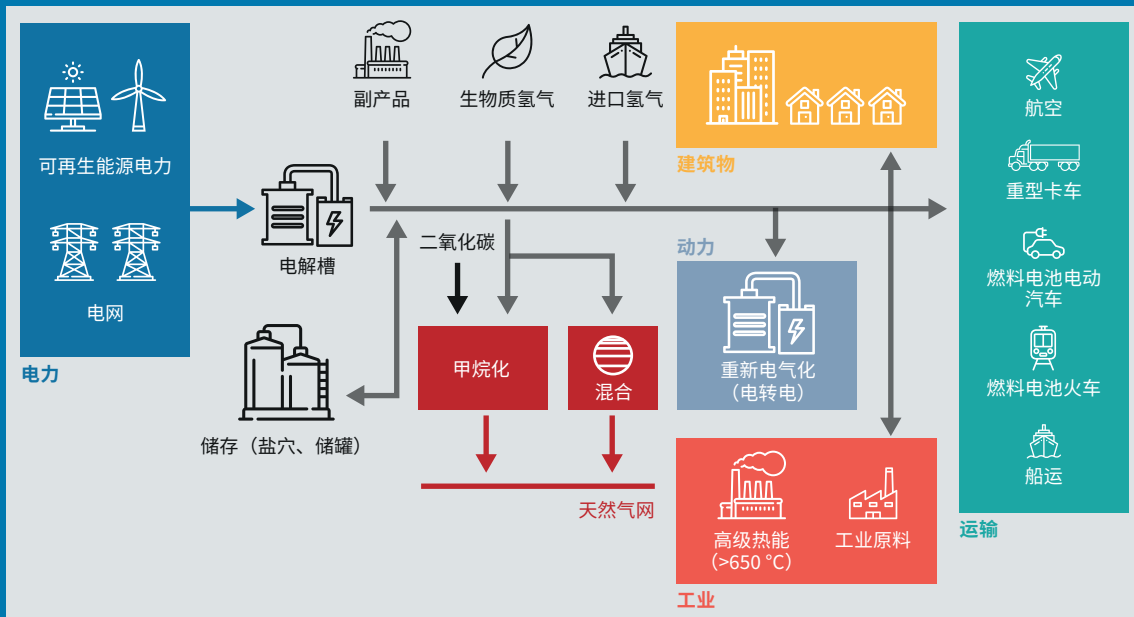 可再生能源电力
电网
电力
副产品
生物质氢气
进口氢气
电解槽
储存（盐穴、储罐）
二氧化碳
甲烷化
混合
天然气网
建筑物
动力
重新电气化
（电转电）
高级热能
（>650 °C）
工业原料
工业
航空
重型卡车
燃料电池电动
汽车
燃料电池火车
船运
运输